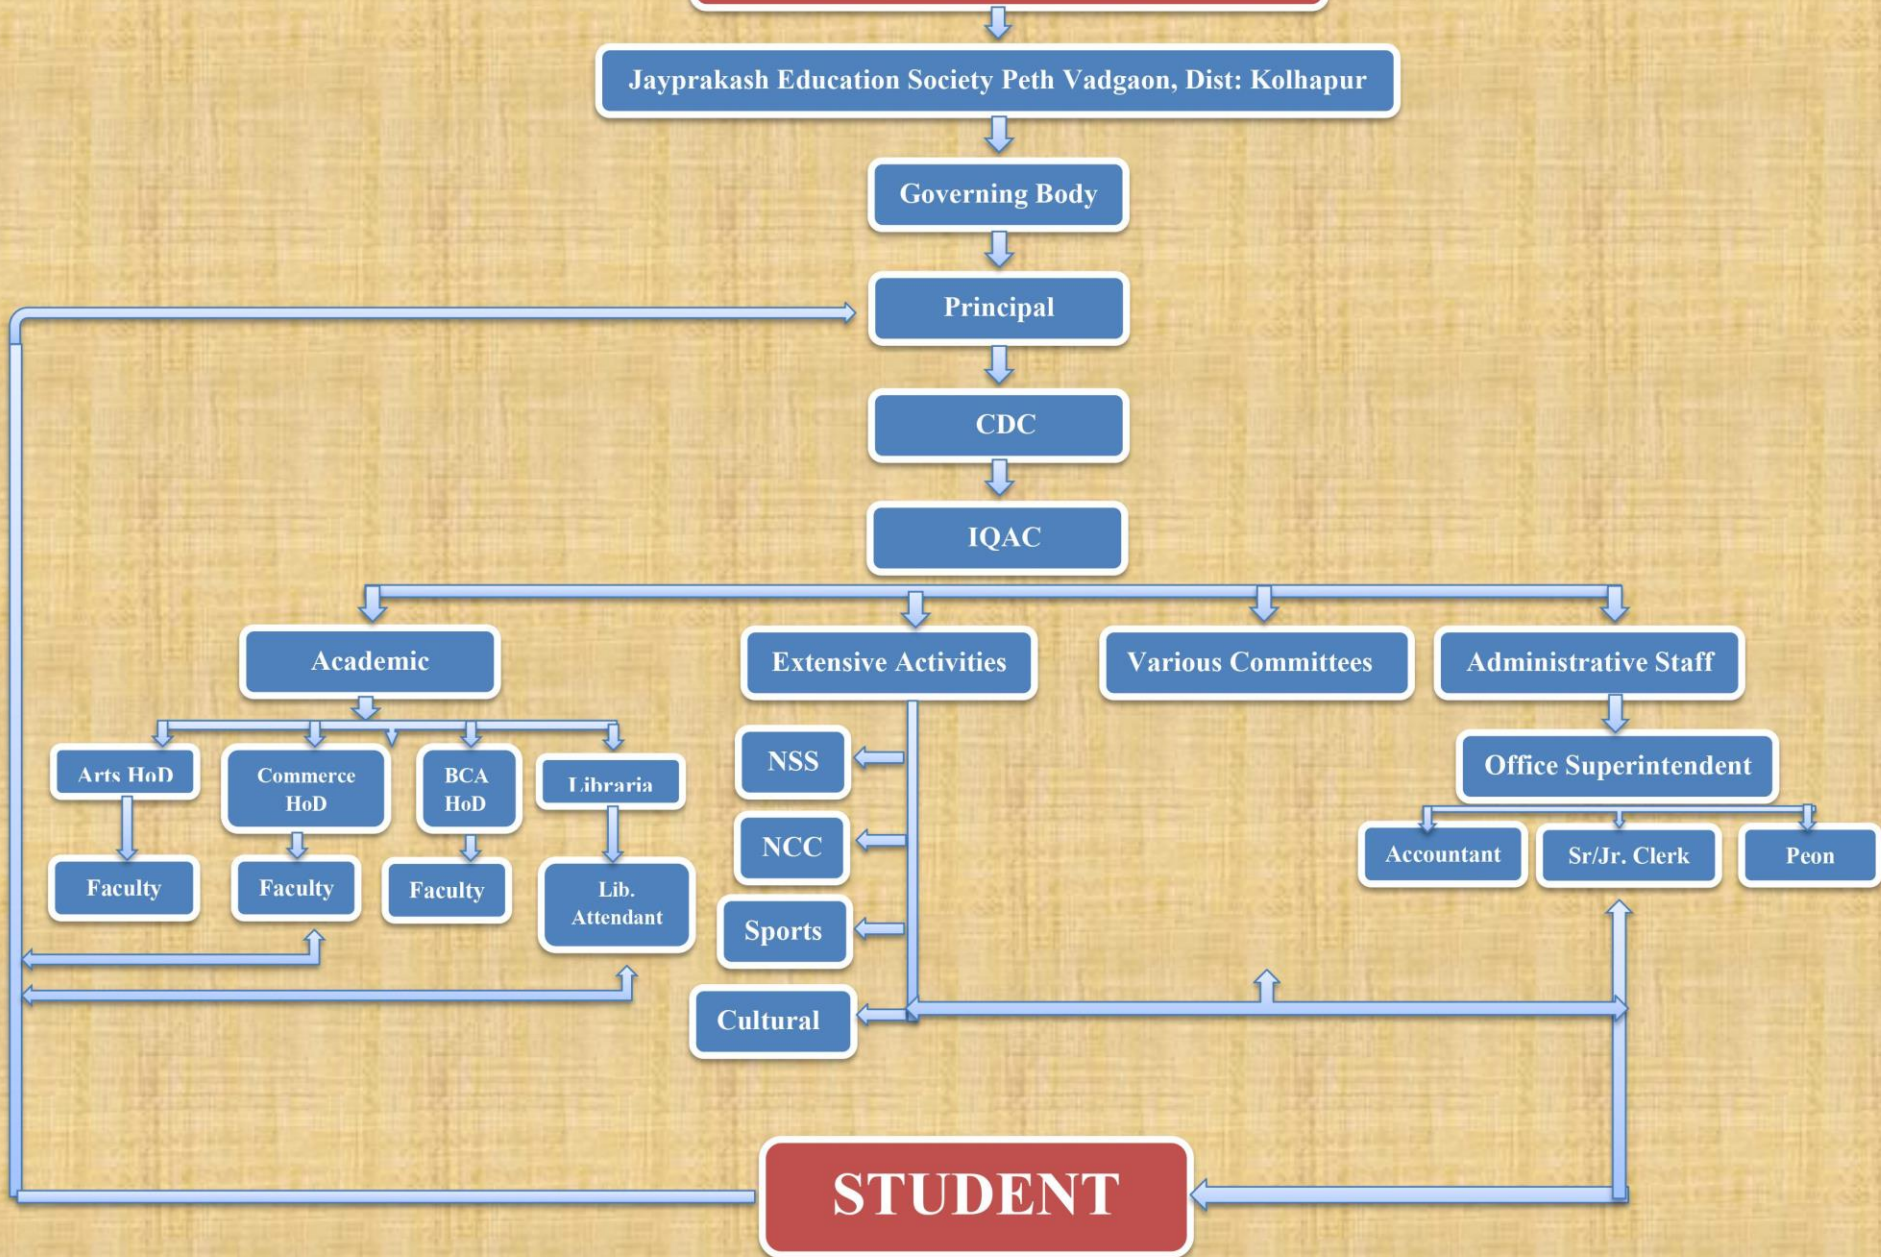 Jayprakash Education Society Peth Vadgaon, Dist: Kolhapur
Governing Body
Principal
CDC
IQAC
Academic
Extensive Activities
Various Committees
Administrative Staff
Arts HoD
Commerce
HoD
BCA
HoD
Libraria
NSS
Office Superintendent
Faculty
Faculty
Faculty
Lib.
Attendant
NCC
Accountant
Sr/Jr. Clerk
Peon
Sports
Cultural
STUDENT